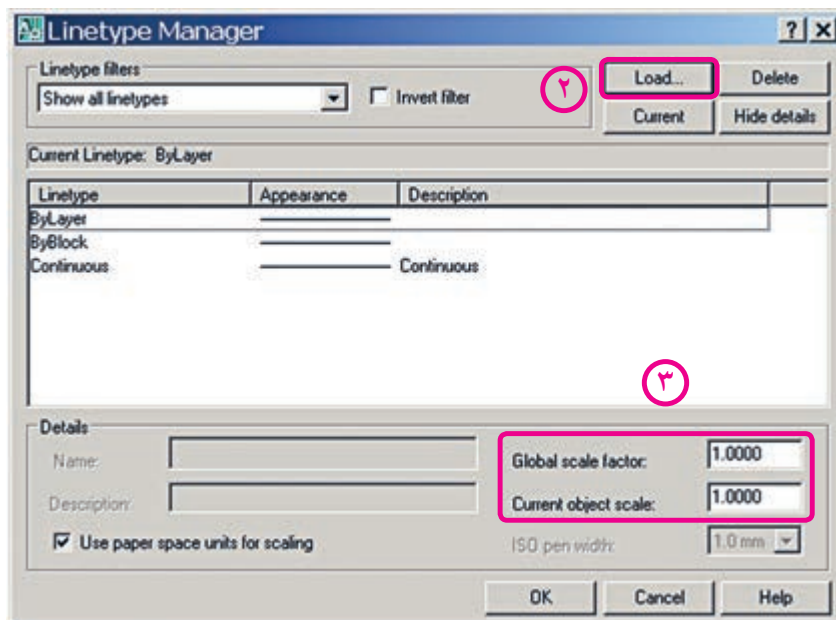 Linetype Manager
Linetype filters
Show all linetypes
Invert filter
۲
Load...
Delete
Current
Hide details
Current Linetype: ByLayer
Linetype Appearance Description
ByLayer
ByBlock
Continuous Continuous
۳
Details
Name:
Description:
Use paper space units for scaling
Global scale factor: 1.0000
Current object scale: 1.0000
ISO pen width: 1.0 mm
OK Cancel Help